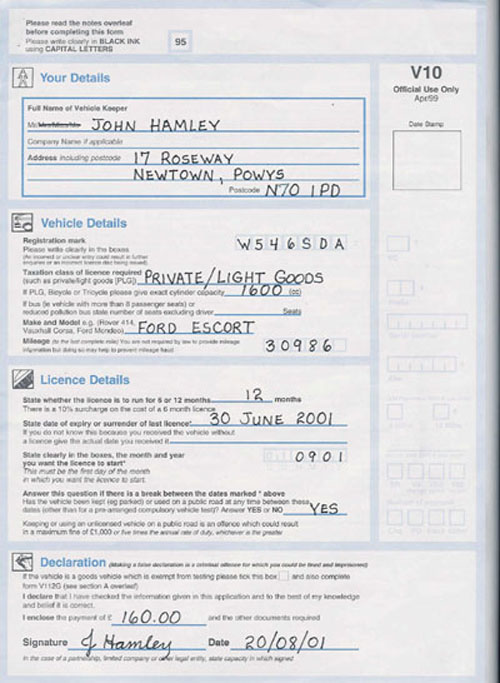 Please read the notes overleaf
before completing this form
Please write clearly in BLACK INK
using CAPITAL LETTERS
95
Your Details
V10
Official Use Only
Apr/99
Date Stamp
Full Name of Vehicle Keeper
Mr/Mrs/Miss/Ms JOHN HAMLEY
Company Name if applicable
Address including postcode 17 ROSEWAY
NEWTOWN, POWYS
Postcode N70 1PD
Vehicle Details
Registration mark
Please write clearly in the boxes W546SDA
(An incorrect or unclear entry could result in further
enquiries or an incorrect licence disc being issued)
Taxation class of licence required PRIVATE/LIGHT GOODS
(such as private/light goods [PLG])
If PLG, Bicycle or Tricycle please give exact cylinder capacity 1600 (cc)
If bus (ie vehicle with more than 8 passenger seats) or
reduced pollution bus state number of seats excluding driver Seats
Make and Model e.g. (Rover 414,
Vauxhall Corsa, Ford Mondeo) FORD ESCORT
Mileage (to the last complete mile) You are not required by law to provide mileage
information but doing so may help to prevent mileage fraud 30986
Licence Details
State whether the licence is to run for 6 or 12 months 12 months
There is a 10% surcharge on the cost of a 6 month licence
State date of expiry or surrender of last licence* 30 JUNE 2001
If you do not know this because you received the vehicle without
a licence give the actual date you received it
State clearly in the boxes, the month and year
you want the licence to start* 0901
This must be the first day of the month
in which you want the licence to start.
Answer this question if there is a break between the dates marked * above
Has the vehicle been kept (eg parked) or used on a public road at any time between those
dates (other than for a pre-arranged compulsory vehicle test)? Answer YES or NO YES
Keeping or using an unlicensed vehicle on a public road is an offence which could result
in a maximum fine of £1,000 or five times the annual rate of duty, whichever is the greater
Declaration (Making a false declaration is a criminal offence for which you could be fined and imprisoned)
If the vehicle is a goods vehicle which is exempt from testing please tick this box and also complete
form V112G (see section A overleaf)
I declare that I have checked the information given in this application and to the best of my knowledge
and belief it is correct.
I enclose the payment of £ 160.00 and the other documents required
Signature J Hamley Date 20/08/01
In the case of a partnership, limited company or other legal entity, state capacity in which signed